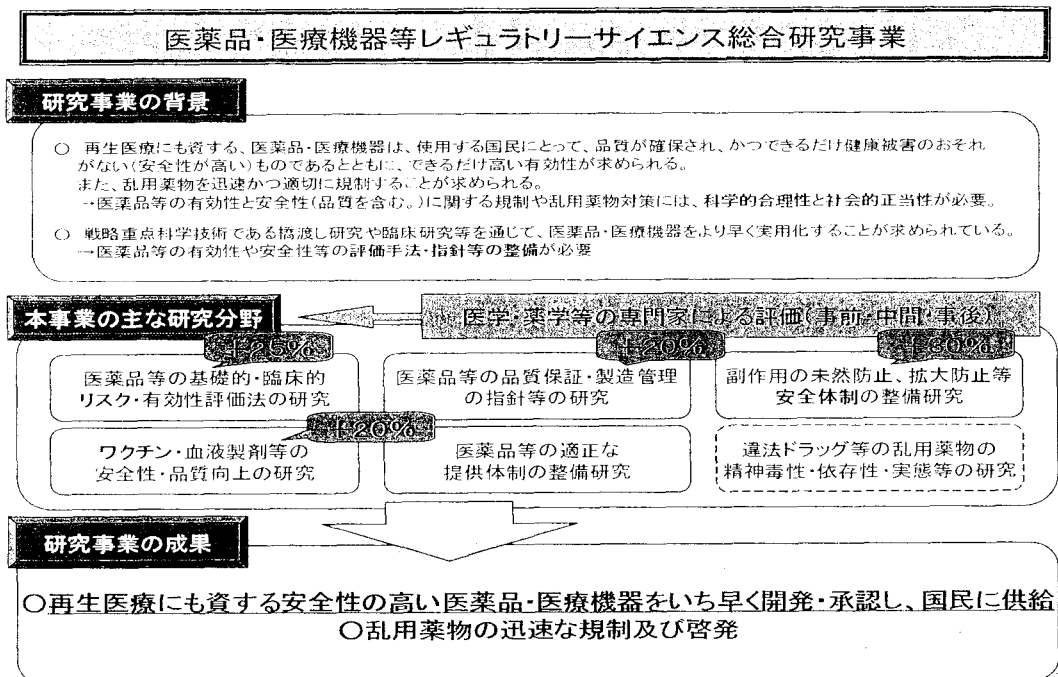 医薬品・医療機器等レギュラトリーサイエンス総合研究事業
研究事業の背景
○ 再生医療にも資する、医薬品・医療機器は、使用する国民にとって、品質が確保され、かつできるだけ健康被害のおそれ
がない(安全性が高い)ものであるとともに、できるだけ高い有効性が求められる。
また、乱用薬物を迅速かつ適切に規制することが求められる。
→医薬品等の有効性と安全性(品質を含む。)に関する規制や乱用薬物対策には、科学的合理性と社会的正当性が必要。
○ 戦略重点科学技術である橋渡し研究や臨床研究等を通じて、医薬品・医療機器をより早く実用化することが求められている。
→医薬品等の有効性や安全性等の評価手法・指針等の整備が必要
本事業の主な研究分野
医学・薬学等の専門家による評価(事前・中間・事後)
+25%
+20%
+30%
医薬品等の基礎的・臨床的
リスク・有効性評価法の研究
医薬品等の品質保証・製造管理
の指針等の研究
副作用の未然防止、拡大防止等
安全体制の整備研究
+20%
ワクチン・血液製剤等の
安全性・品質向上の研究
医薬品等の適正な
提供体制の整備研究
違法ドラッグ等の乱用薬物の
精神毒性・依存性・実態等の研究
研究事業の成果
○再生医療にも資する安全性の高い医薬品・医療機器をいち早く開発・承認し、国民に供給
○乱用薬物の迅速な規制及び啓発